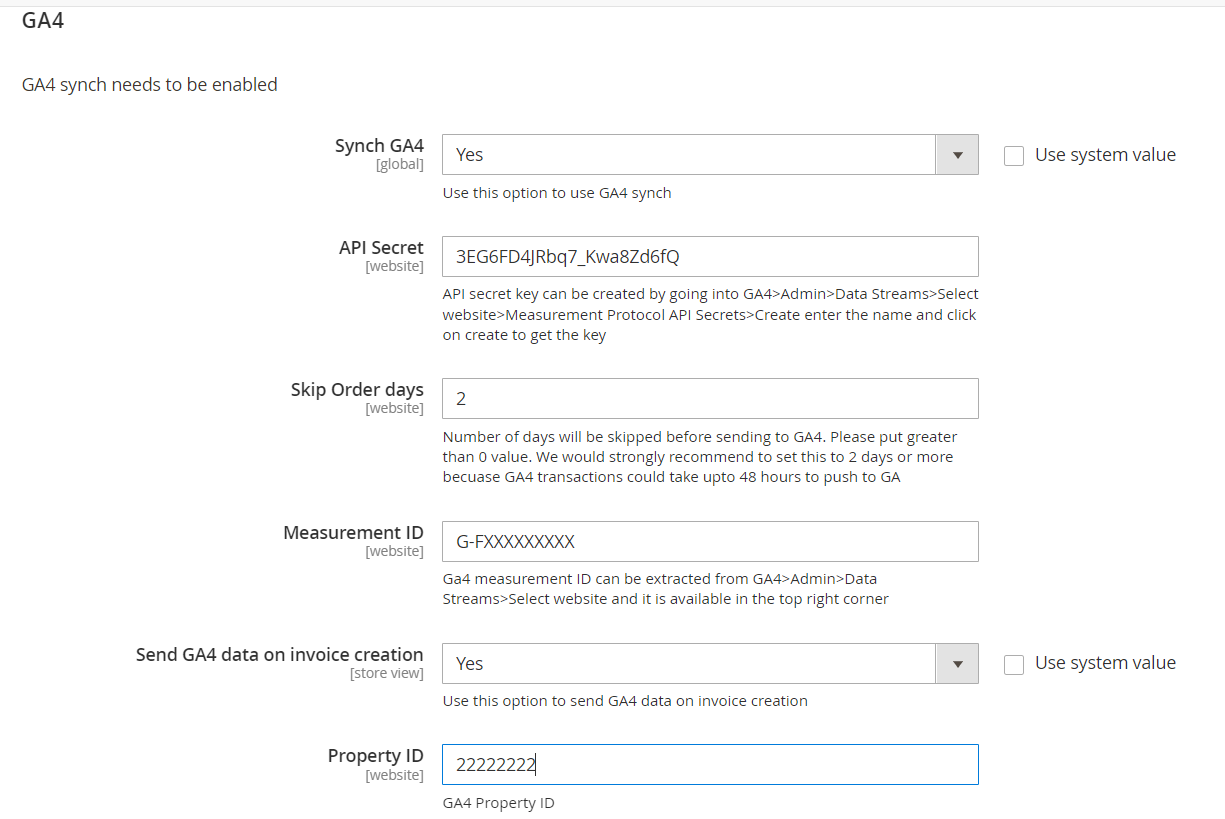 GA4
GA4 synch needs to be enabled
Synch GA4
[global]
Yes
Use system value
Use this option to use GA4 synch
API Secret
[website]
3EG6FD4JRbq7_Kwa8Zd6fQ
API secret key can be created by going into GA4>Admin>Data Streams>Select
website>Measurement Protocol API Secrets>Create enter the name and click
on create to get the key
Skip Order days
[website]
2
Number of days will be skipped before sending to GA4. Please put greater
than 0 value. We would strongly recommend to set this to 2 days or more
becuase GA4 transactions could take upto 48 hours to push to GA
Measurement ID
[website]
G-FXXXXXXXXX
Ga4 measurement ID can be extracted from GA4>Admin>Data
Streams>Select website and it is available in the top right corner
Send GA4 data on invoice creation
[store view]
Yes
Use system value
Use this option to send GA4 data on invoice creation
Property ID
[website]
22222222
GA4 Property ID